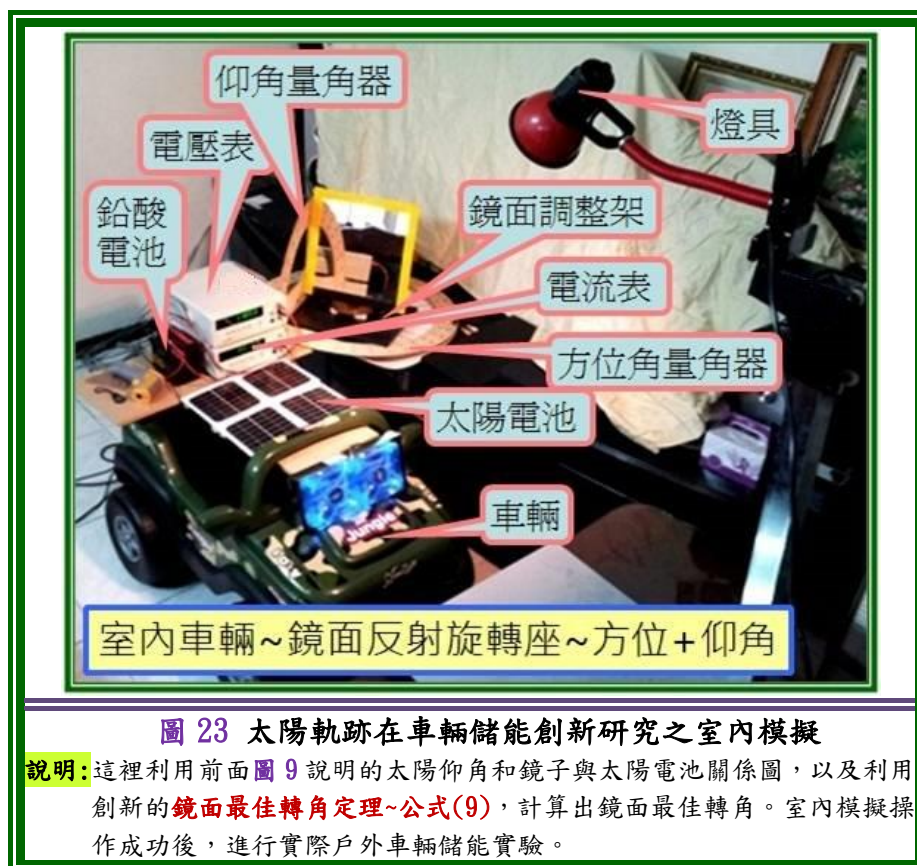 仰角量角器
電壓表
燈具
鉛酸
電池
鏡面調整架
電流表
方位角量角器
太陽電池
車輛
Jungle
室內車輛~鏡面反射旋轉座~方位+仰角
圖 23 太陽軌跡在車輛儲能創新研究之室內模擬
說明:這裡利用前面圖 9 說明的太陽仰角和鏡子與太陽電池關係圖，以及利用
創新的鏡面最佳轉角定理~公式(9)，計算出鏡面最佳轉角。室內模擬操
作成功後，進行實際戶外車輛儲能實驗。